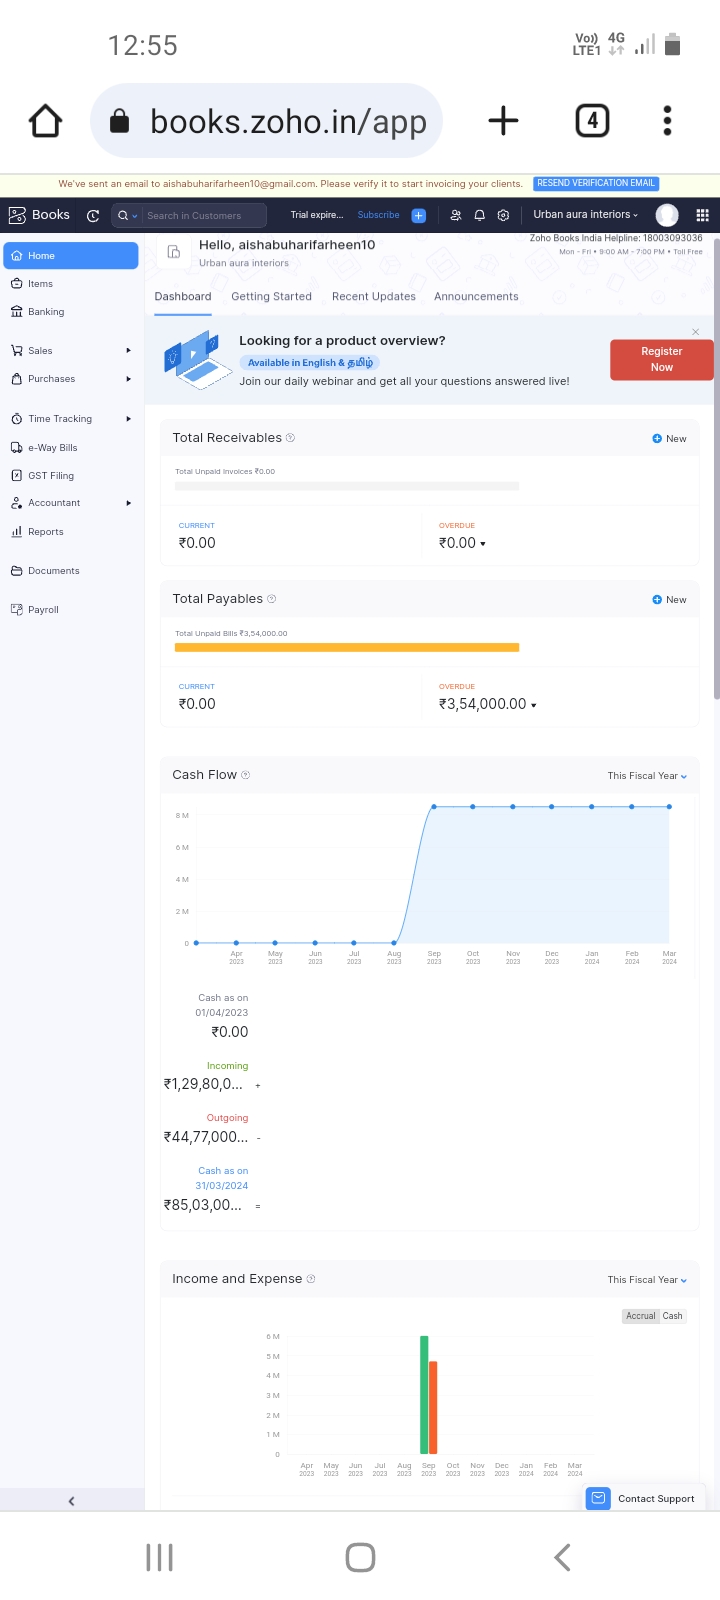 12:55
Vo)) LTE1 4G
books.zoho.in/app
4
We've sent an email to aishabuharifarheen10@gmail.com. Please verify it to start invoicing your clients. RESEND VERIFICATION EMAIL
Books Search in Customers Trial expire... Subscribe Urban aura interiors
Home
Items
Banking
Sales
Purchases
Time Tracking
e-Way Bills
GST Filing
Accountant
Reports
Documents
Payroll
Hello, aishabuharifarheen10
Urban aura interiors
Zoho Books India Helpline: 18003093036
Mon - Fri • 9:00 AM - 7:00 PM • Toll Free
Dashboard Getting Started Recent Updates Announcements
Looking for a product overview?
Available in English & தமிழ்
Join our daily webinar and get all your questions answered live!
Register
Now
Total Receivables New
Total Unpaid Invoices ₹0.00
CURRENT OVERDUE
₹0.00 ₹0.00
Total Payables New
Total Unpaid Bills ₹3,54,000.00
CURRENT OVERDUE
₹0.00 ₹3,54,000.00
Cash Flow This Fiscal Year
8 M
6 M
4 M
2 M
0
Apr May Jun Jul Aug Sep Oct Nov Dec Jan Feb Mar
2023 2023 2023 2023 2023 2023 2023 2023 2023 2024 2024 2024
Cash as on
01/04/2023
₹0.00
Incoming
₹1,29,80,0... +
Outgoing
₹44,77,000... -
Cash as on
31/03/2024
₹85,03,00... =
Income and Expense This Fiscal Year
Accrual Cash
6 M
5 M
4 M
3 M
2 M
1 M
0
Apr May Jun Jul Aug Sep Oct Nov Dec Jan Feb Mar
2023 2023 2023 2023 2023 2023 2023 2023 2023 2024 2024 2024
Contact Support